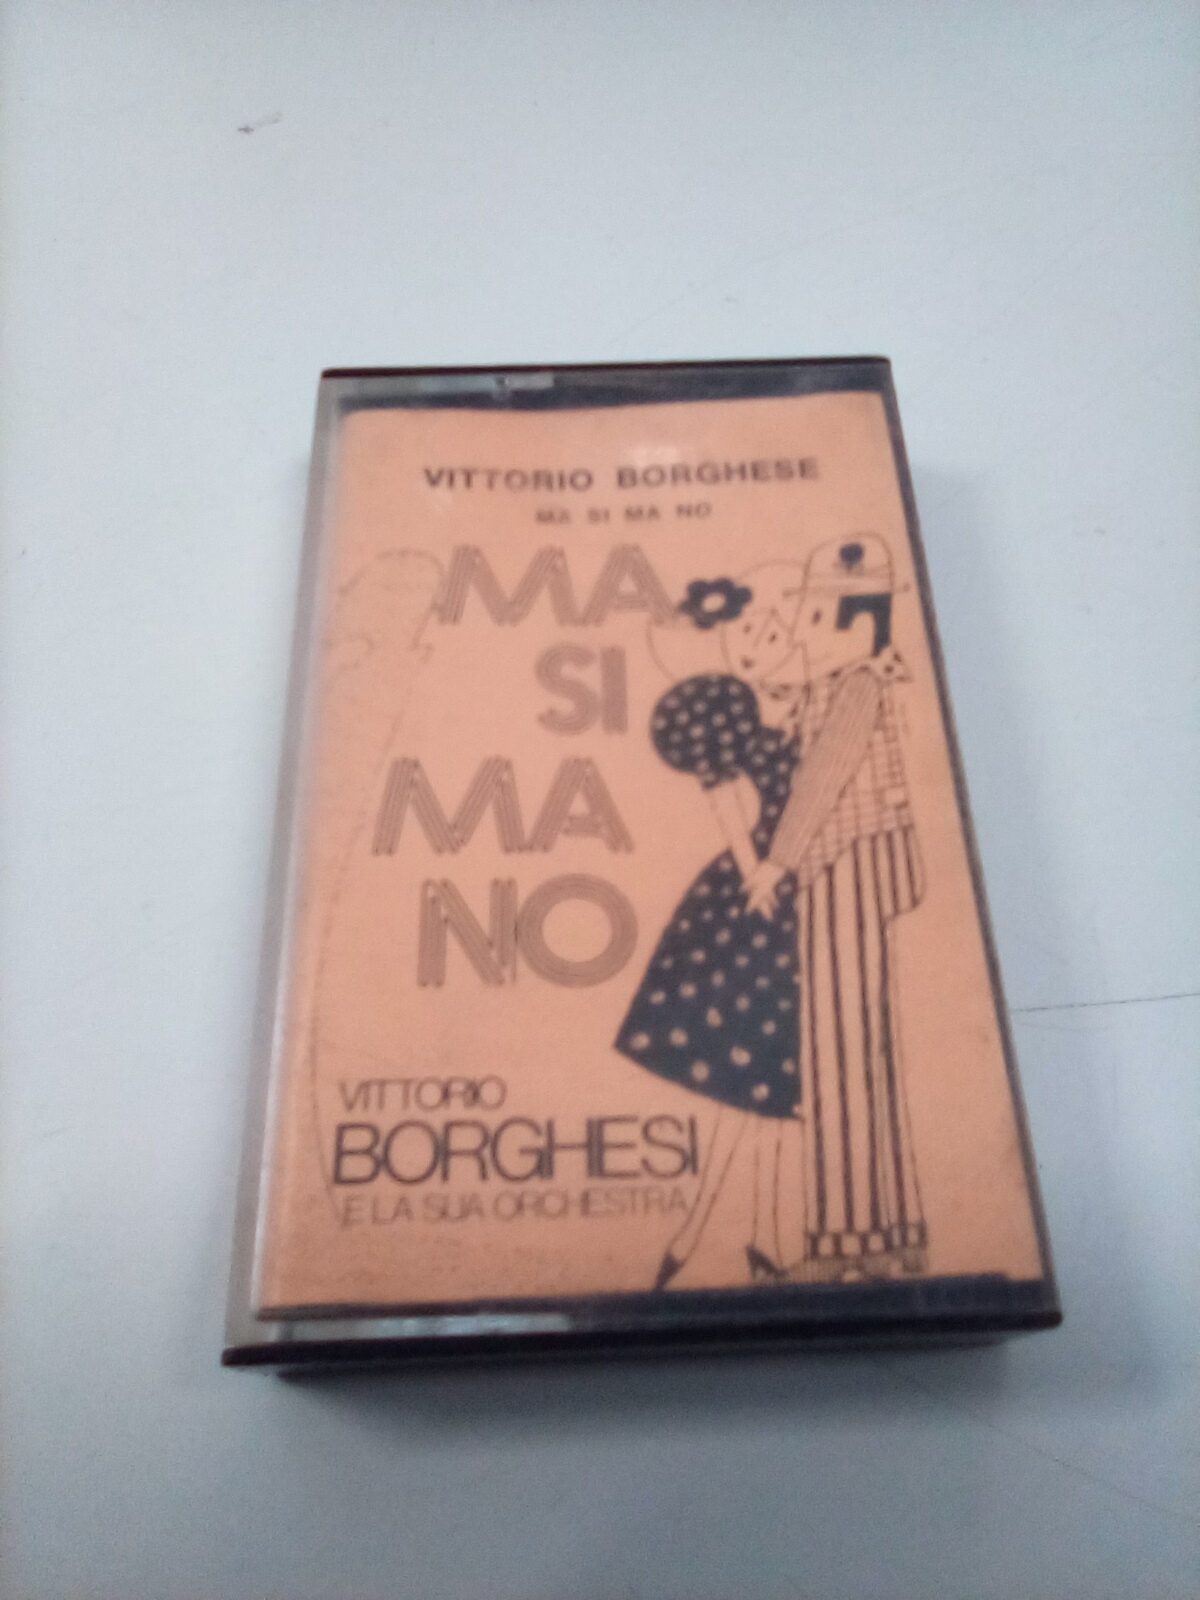 VITTORIO BORGHESE
MA SI MA NO
MA
SI
MA
NO
VITTORIO
BORGHESI
E LA SUA ORCHESTRA